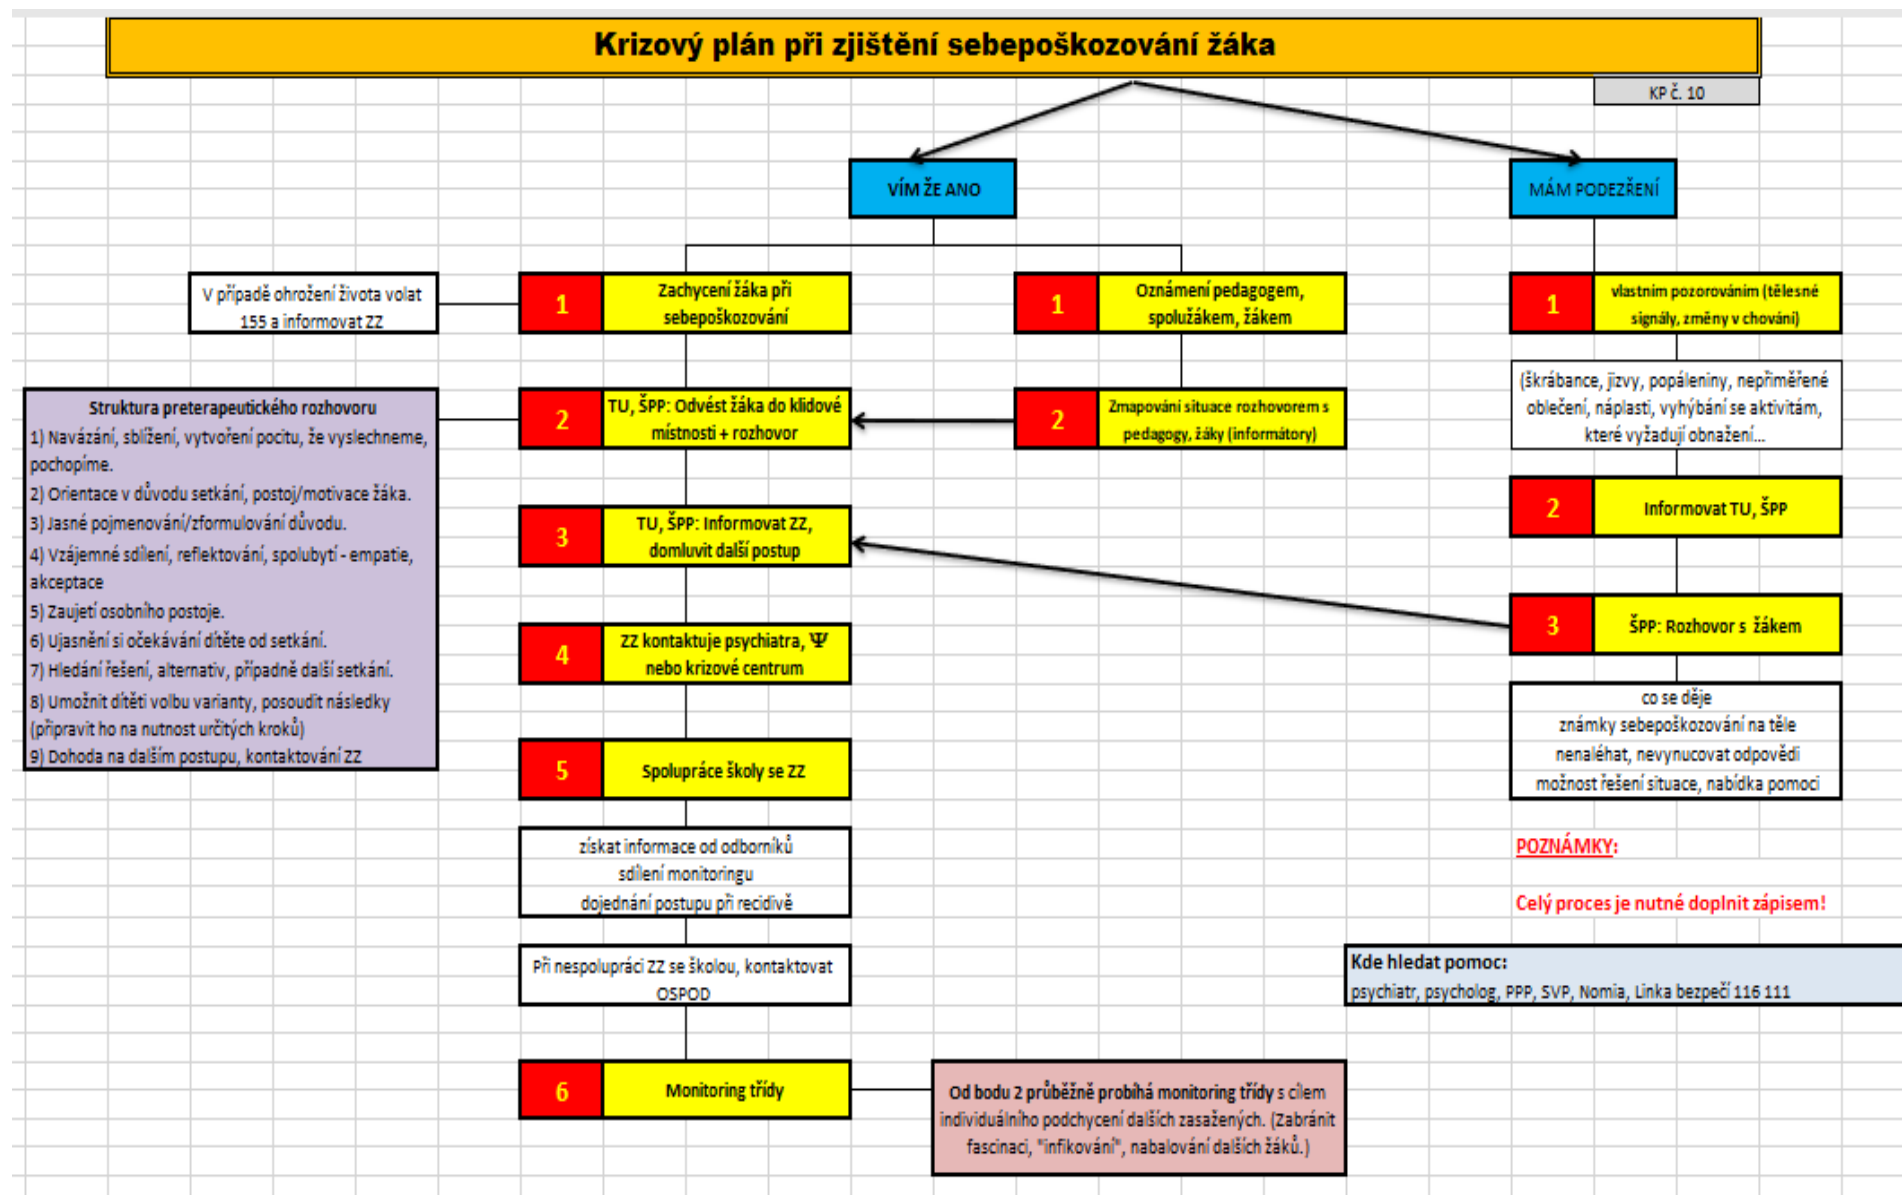 Krizový plán při zjištění sebepoškozování žáka
KP č. 10
VÍM ŽE ANO
MÁM PODEZŘENÍ
V případě ohrožení života volat
155 a informovat ZZ
1
Zachycení žáka při
sebepoškozování
1
Oznámení pedagogem,
spolužákem, žákem
1
vlastním pozorováním (tělesné
signály, změny v chování)
(škrábance, jizvy, popáleniny, nepřiměřené
oblečení, náplasti, vyhýbání se aktivitám,
které vyžadují obnažení...
Struktura preterapeutického rozhovoru
1) Navázání, sblížení, vytvoření pocitu, že vyslechneme,
pochopíme.
2) Orientace v důvodu setkání, postoj/motivace žáka.
3) Jasné pojmenování/zformulování důvodu.
4) Vzájemné sdílení, reflektování, spolubytí - empatie,
akceptace
5) Zaujetí osobního postoje.
6) Ujasnění si očekávání dítěte od setkání.
7) Hledání řešení, alternativ, případně další setkání.
8) Umožnit dítěti volbu varianty, posoudit následky
(připravit ho na nutnost určitých kroků)
9) Dohoda na dalším postupu, kontaktování ZZ
2
TU, ŠPP: Odvést žáka do klidové
místnosti + rozhovor
2
Zmapování situace rozhovorem s
pedagogy, žáky (informátory)
2
Informovat TU, ŠPP
3
TU, ŠPP: Informovat ZZ,
domluvit další postup
3
ŠPP: Rozhovor s žákem
4
ZZ kontaktuje psychiatra, Ψ
nebo krizové centrum
co se děje
známky sebepoškozování na těle
nenaléhat, nevynucovat odpovědi
možnost řešení situace, nabídka pomoci
5
Spolupráce školy se ZZ
získat informace od odborníků
sdílení monitoringu
dojednání postupu při recidivě
POZNÁMKY:
Celý proces je nutné doplnit zápisem!
Při nespolupráci ZZ se školou, kontaktovat
OSPOD
Kde hledat pomoc:
psychiatr, psycholog, PPP, SVP, Nomia, Linka bezpečí 116 111
6
Monitoring třídy
Od bodu 2 průběžně probíhá monitoring třídy s cílem
individuálního podchycení dalších zasažených. (Zabránit
fascinaci, "infikování", nabalování dalších žáků.)